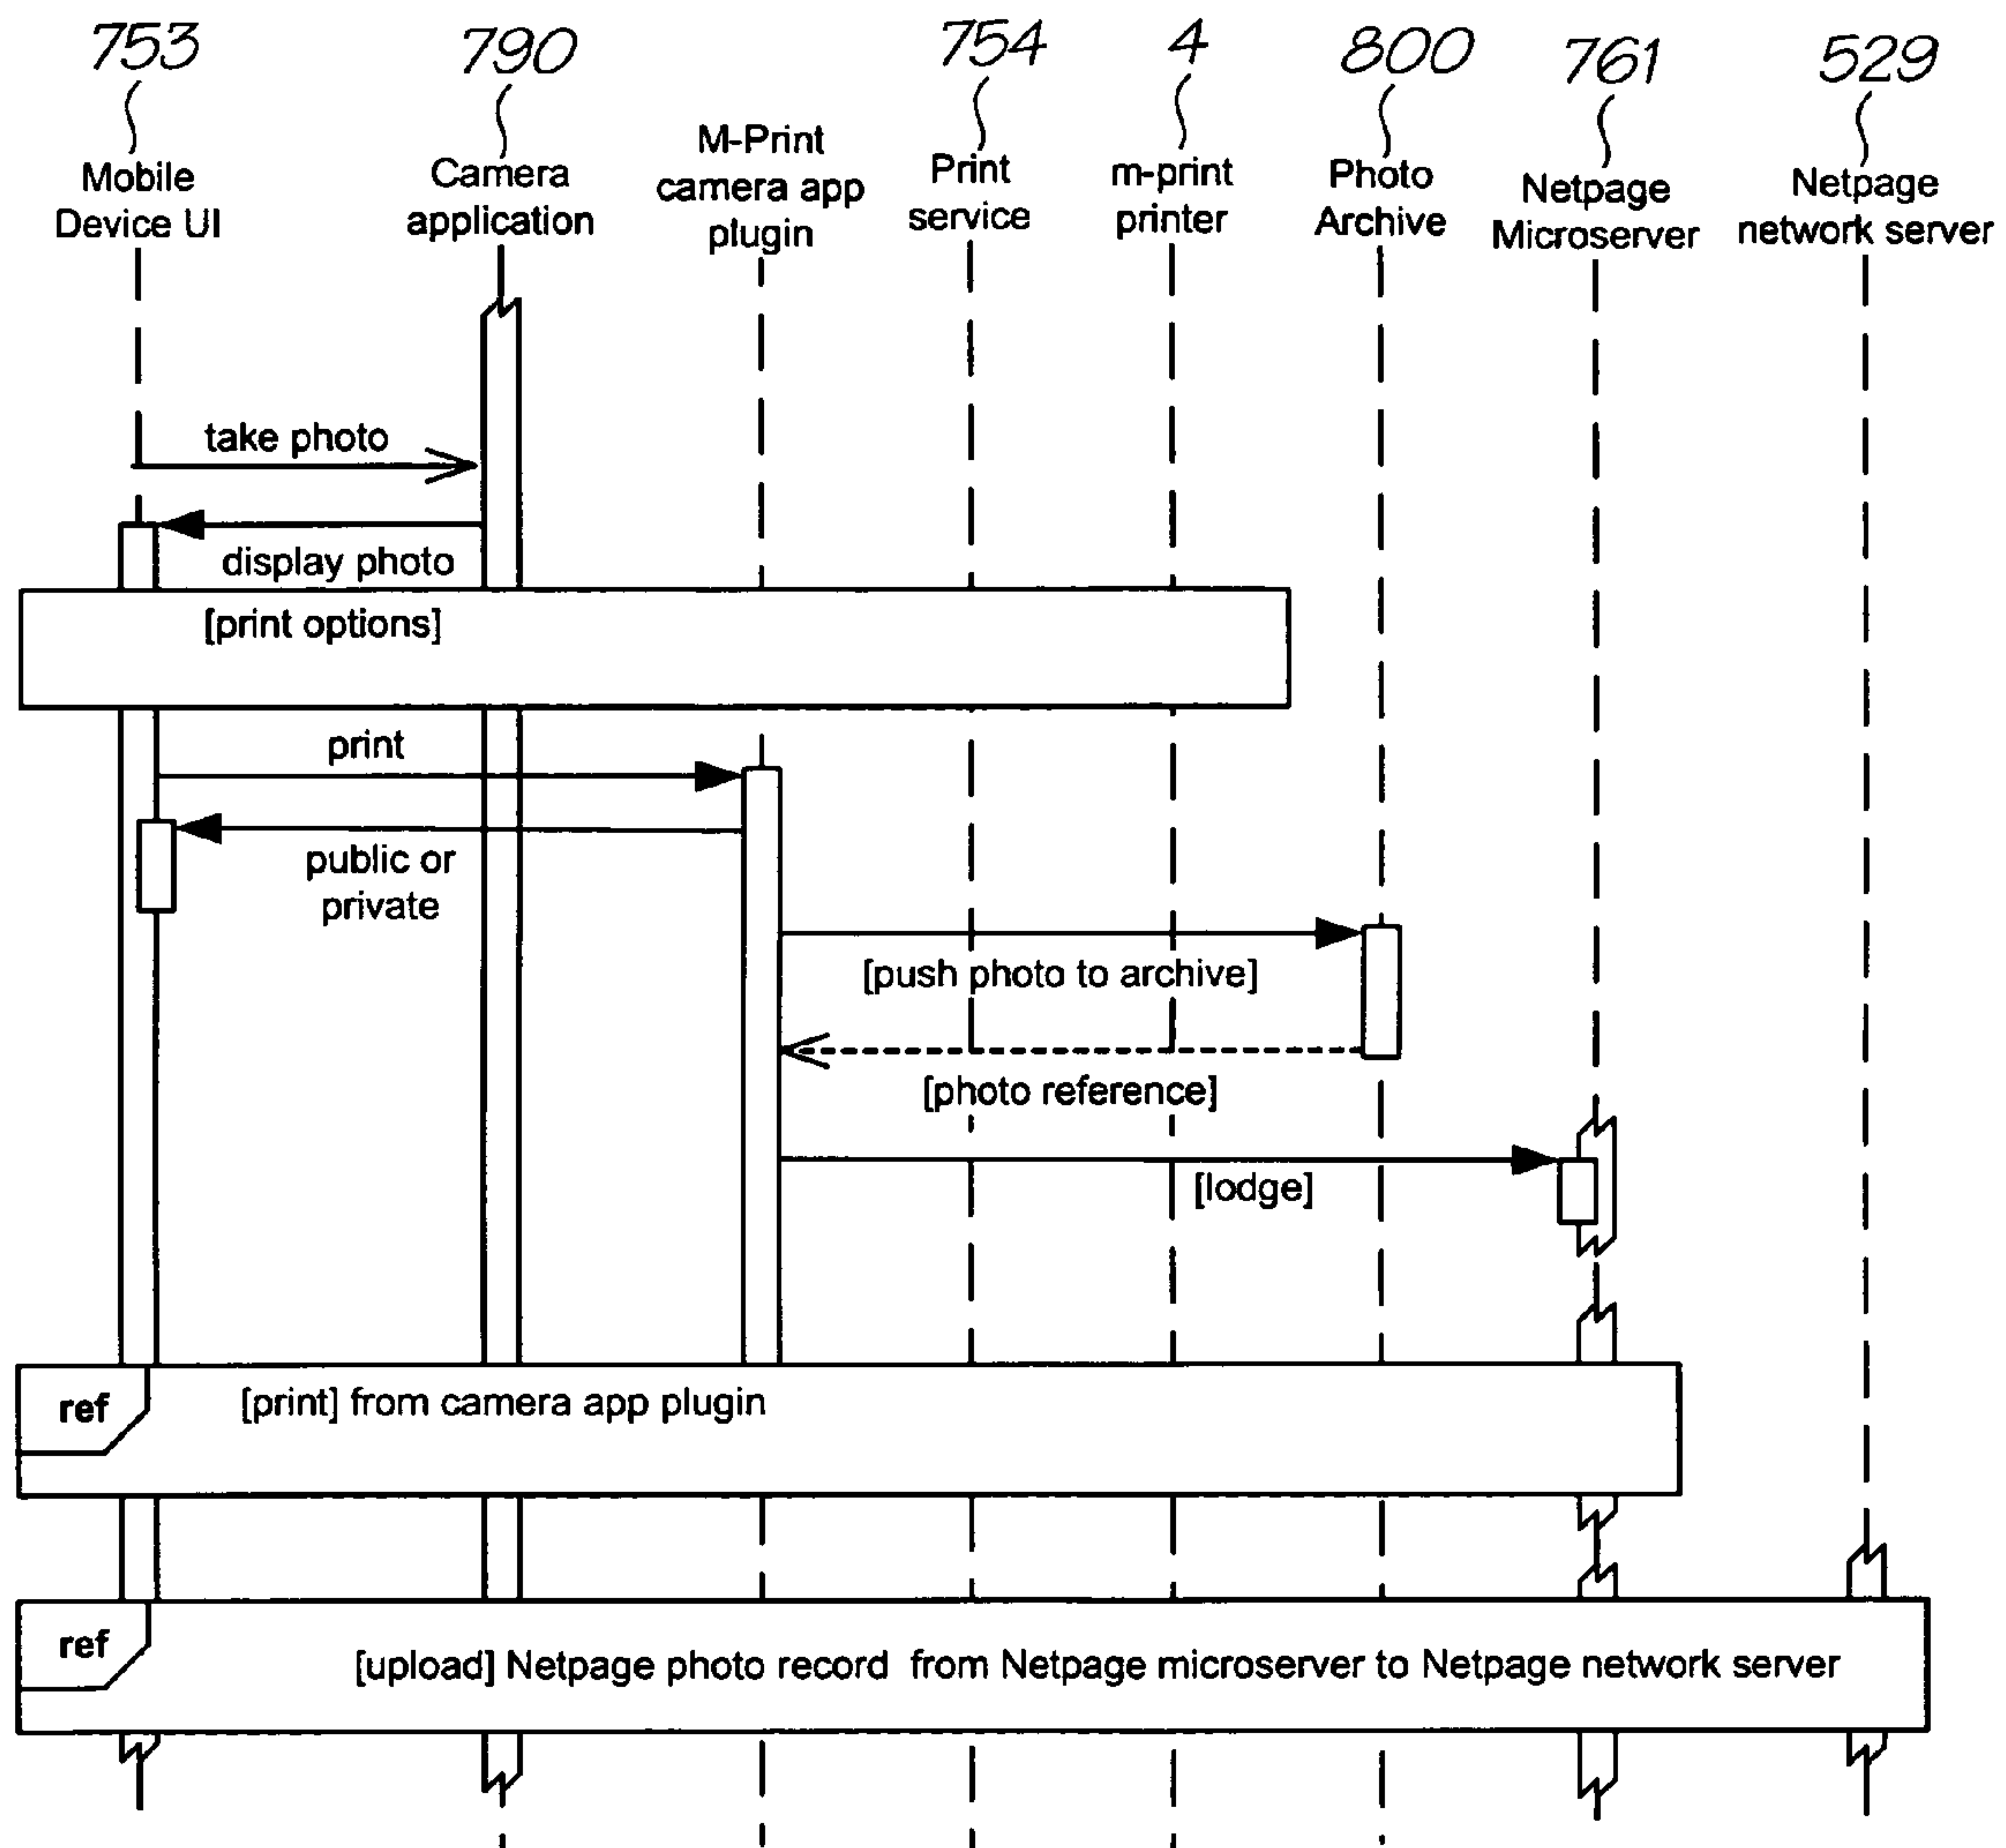 753
790
754
4
800
761
529
Mobile
Device UI
Camera
application
M-Print
camera app
plugin
Print
service
m-print
printer
Photo
Archive
Netpage
Microserver
Netpage
network server
take photo
display photo
[print options]
print
public or
private
[push photo to archive]
[photo reference]
[lodge]
ref
[print] from camera app plugin
ref
[upload] Netpage photo record from Netpage microserver to Netpage network server